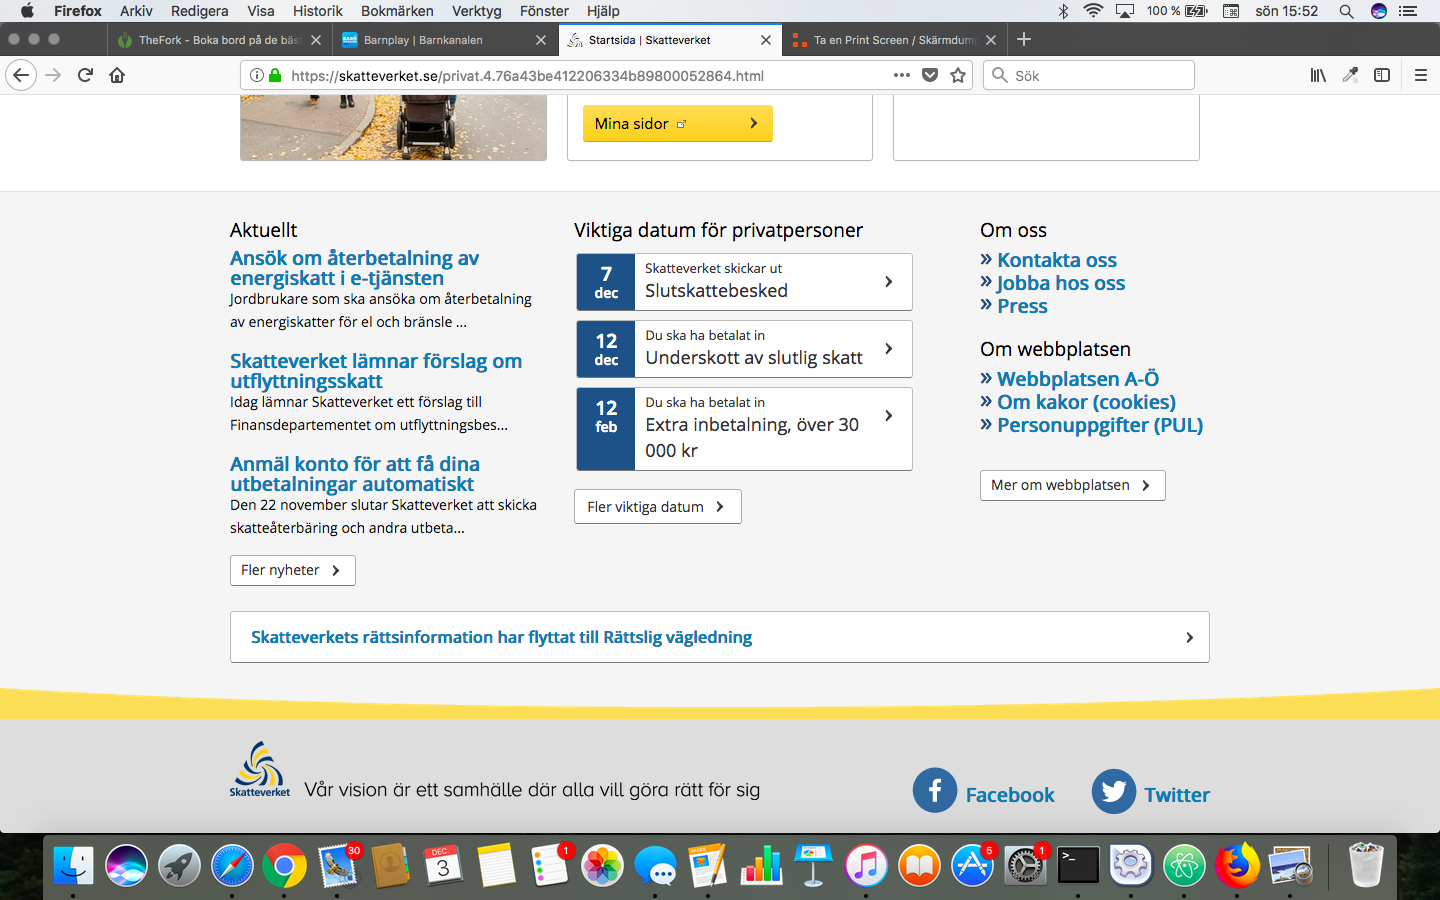 Firefox Arkiv Redigera Visa Historik Bokmärken Verktyg Fönster Hjälp 100 % sön 15:52
TheFork - Boka bord på de bäst
Barnplay | Barnkanalen
Startsida | Skatteverket
Ta en Print Screen / Skärmdump
https://skatteverket.se/privat.4.76a43be412206334b89800052864.html
Sök
Mina sidor
Aktuellt
Ansök om återbetalning av
energiskatt i e-tjänsten
Jordbrukare som ska ansöka om återbetalning
av energiskatter för el och bränsle ...
Skatteverket lämnar förslag om
utflyttningsskatt
Idag lämnar Skatteverket ett förslag till
Finansdepartementet om utflyttningsbes...
Anmäl konto för att få dina
utbetalningar automatiskt
Den 22 november slutar Skatteverket att skicka
skatteåterbäring och andra utbeta...
Fler nyheter
Viktiga datum för privatpersoner
7
dec
Skatteverket skickar ut
Slutskattebesked
12
dec
Du ska ha betalat in
Underskott av slutlig skatt
12
feb
Du ska ha betalat in
Extra inbetalning, över 30
000 kr
Fler viktiga datum
Om oss
» Kontakta oss
» Jobba hos oss
» Press
Om webbplatsen
» Webbplatsen A-Ö
» Om kakor (cookies)
» Personuppgifter (PUL)
Mer om webbplatsen
Skatteverkets rättsinformation har flyttat till Rättslig vägledning
Skatteverket
Vår vision är ett samhälle där alla vill göra rätt för sig
Facebook
Twitter
30
DEC.
3
1
PAGES
5
1
>_